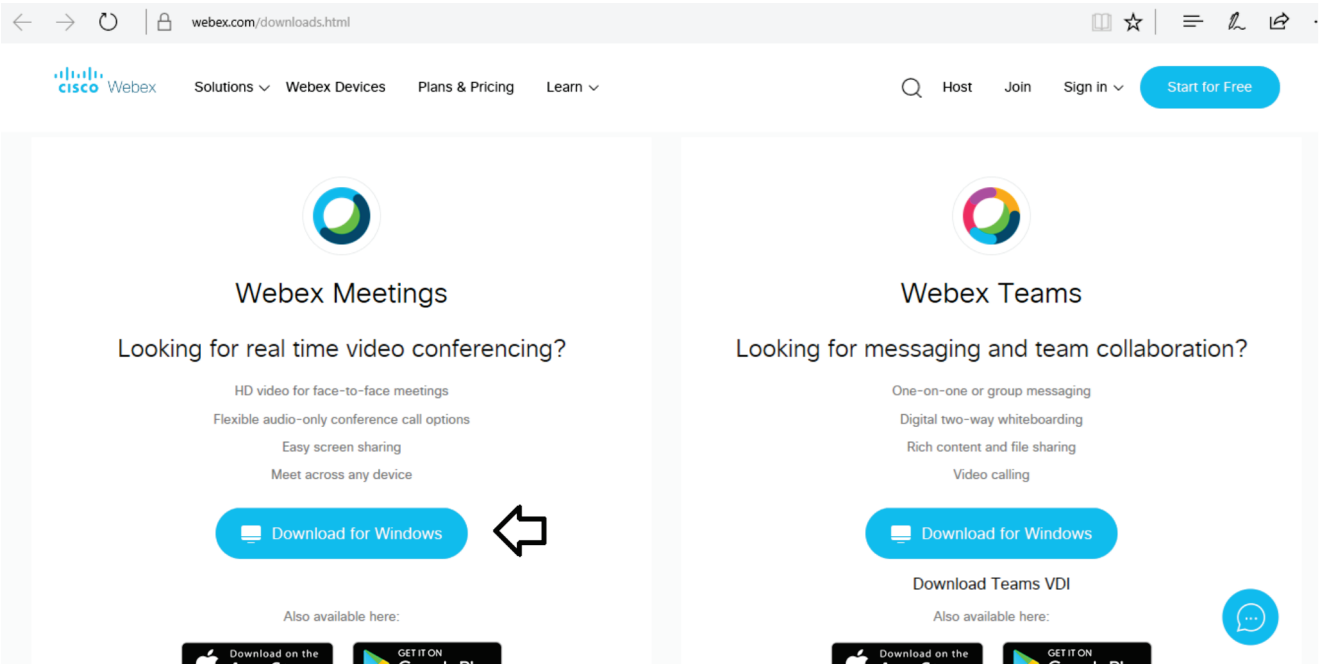 webex.com/downloads.html
cisco Webex Solutions Webex Devices Plans & Pricing Learn Host Join Sign in Start for Free
Webex Meetings
Looking for real time video conferencing?
HD video for face-to-face meetings
Flexible audio-only conference call options
Easy screen sharing
Meet across any device
Download for Windows
Also available here:
Download on the
GET IT ON
Webex Teams
Looking for messaging and team collaboration?
One-on-one or group messaging
Digital two-way whiteboarding
Rich content and file sharing
Video calling
Download for Windows
Download Teams VDI
Also available here:
Download on the
GET IT ON